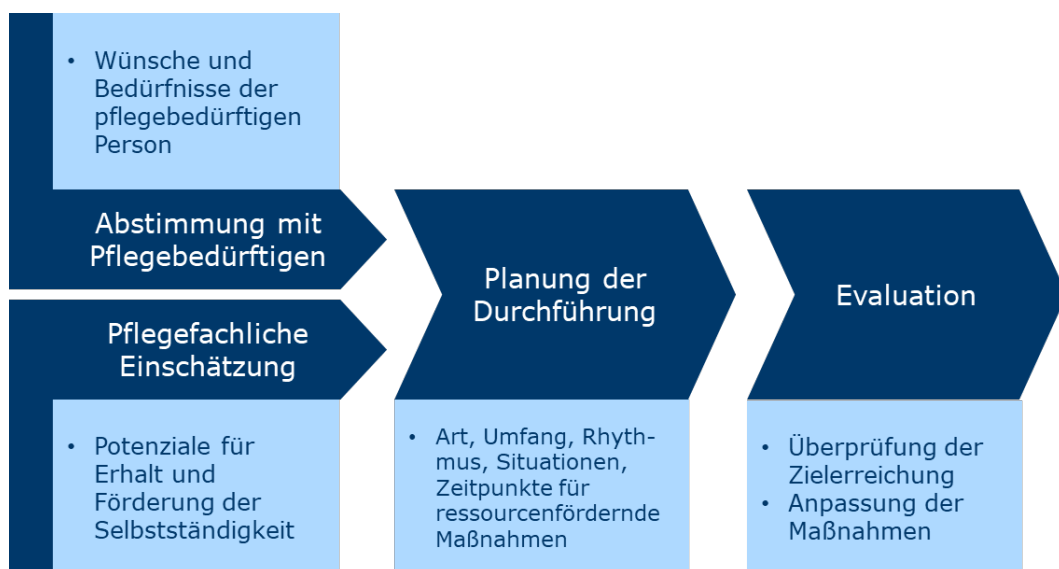 • Wünsche und
Bedürfnisse der
pflegebedürftigen
Person
Abstimmung mit
Pflegebedürftigen
Pflegefachliche
Einschätzung
• Potenziale für
Erhalt und
Förderung der
Selbstständigkeit
Planung der
Durchführung
• Art, Umfang, Rhyth-
mus, Situationen,
Zeitpunkte für
ressourcenfördernde
Maßnahmen
Evaluation
• Überprüfung der
Zielerreichung
• Anpassung der
Maßnahmen